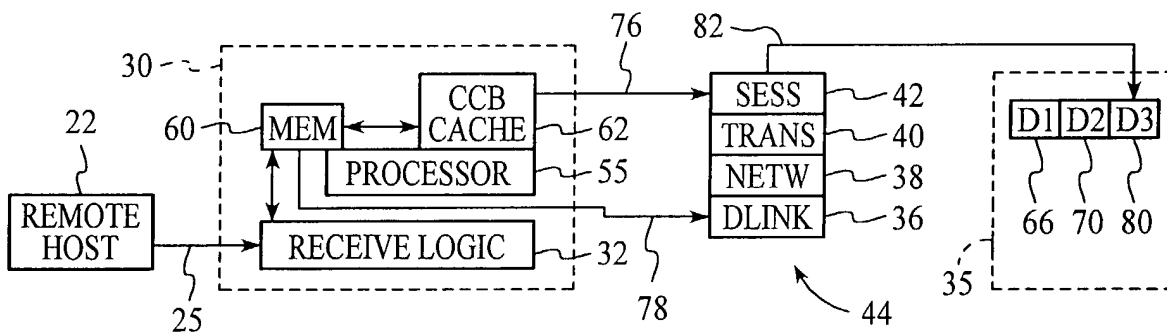 30
76
82
22
60
MEM
CCB
CACHE
62
SESS
42
D1 D2 D3
TRANS
40
PROCESSOR
55
NETW
38
66 70 80
REMOTE
HOST
RECEIVE LOGIC
32
DLINK
36
25
78
44
35